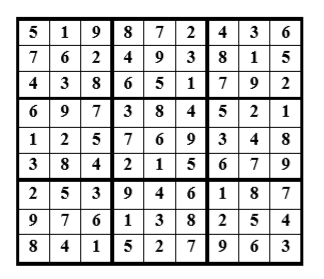 5 1 9 8 7 2 4 3 6
7 6 2 4 9 3 8 1 5
4 3 8 6 5 1 7 9 2
6 9 7 3 8 4 5 2 1
1 2 5 7 6 9 3 4 8
3 8 4 2 1 5 6 7 9
2 5 3 9 4 6 1 8 7
9 7 6 1 3 8 2 5 4
8 4 1 5 2 7 9 6 3